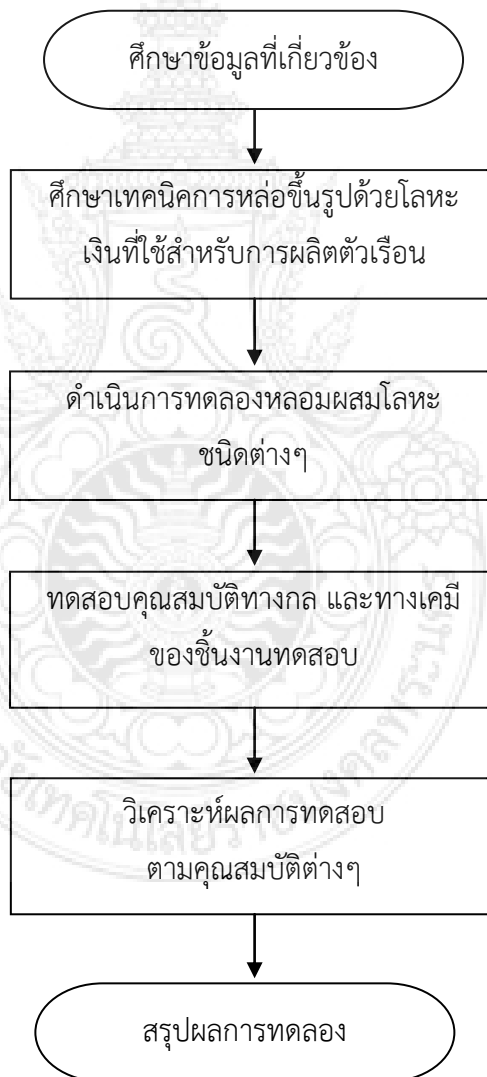 ศึกษาข้อมูลที่เกี่ยวข้อง
ศึกษาเทคนิคการหล่อขึ้นรูปด้วยโลหะ
เงินที่ใช้สำหรับการผลิตตัวเรือน
ดำเนินการทดลองหลอมผสมโลหะ
ชนิดต่างๆ
ทดสอบคุณสมบัติทางกล และทางเคมี
ของชิ้นงานทดสอบ
วิเคราะห์ผลการทดสอบ
ตามคุณสมบัติต่างๆ
สรุปผลการทดลอง